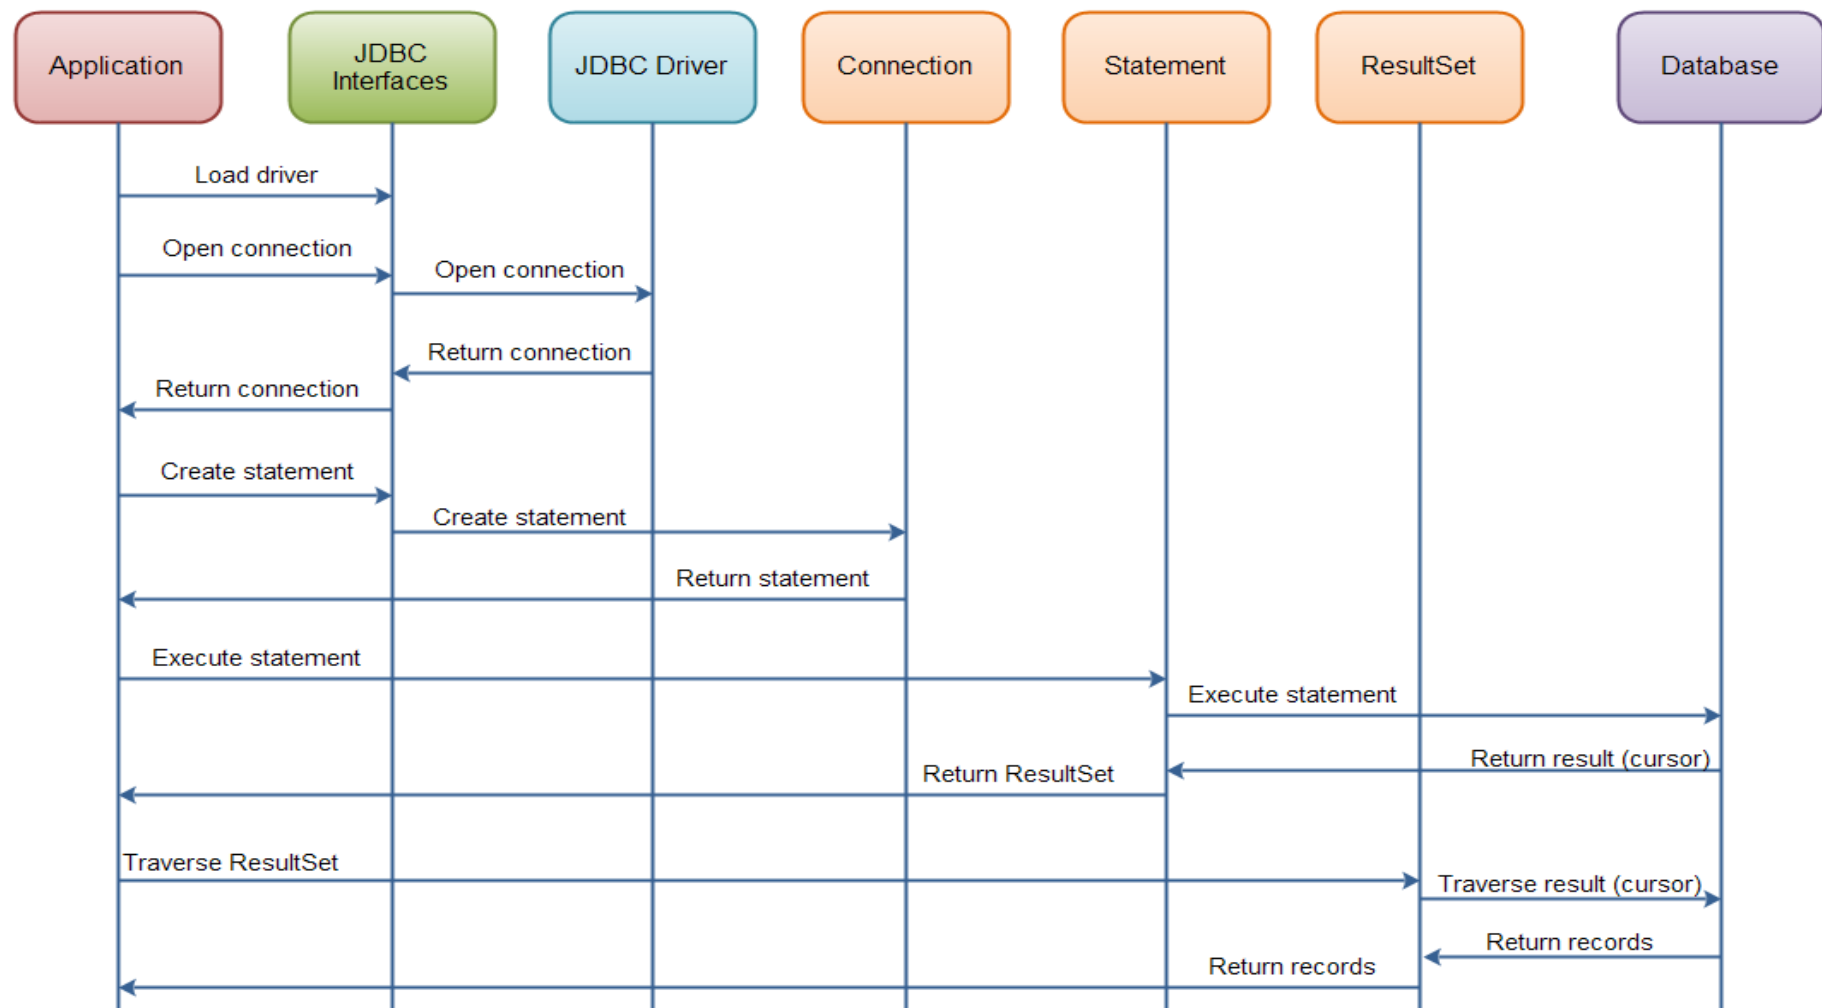 Application
JDBC
Interfaces
JDBC Driver
Connection
Statement
ResultSet
Database
Load driver
Open connection
Open connection
Return connection
Return connection
Create statement
Create statement
Return statement
Execute statement
Execute statement
Return result (cursor)
Return ResultSet
Traverse ResultSet
Traverse result (cursor)
Return records
Return records